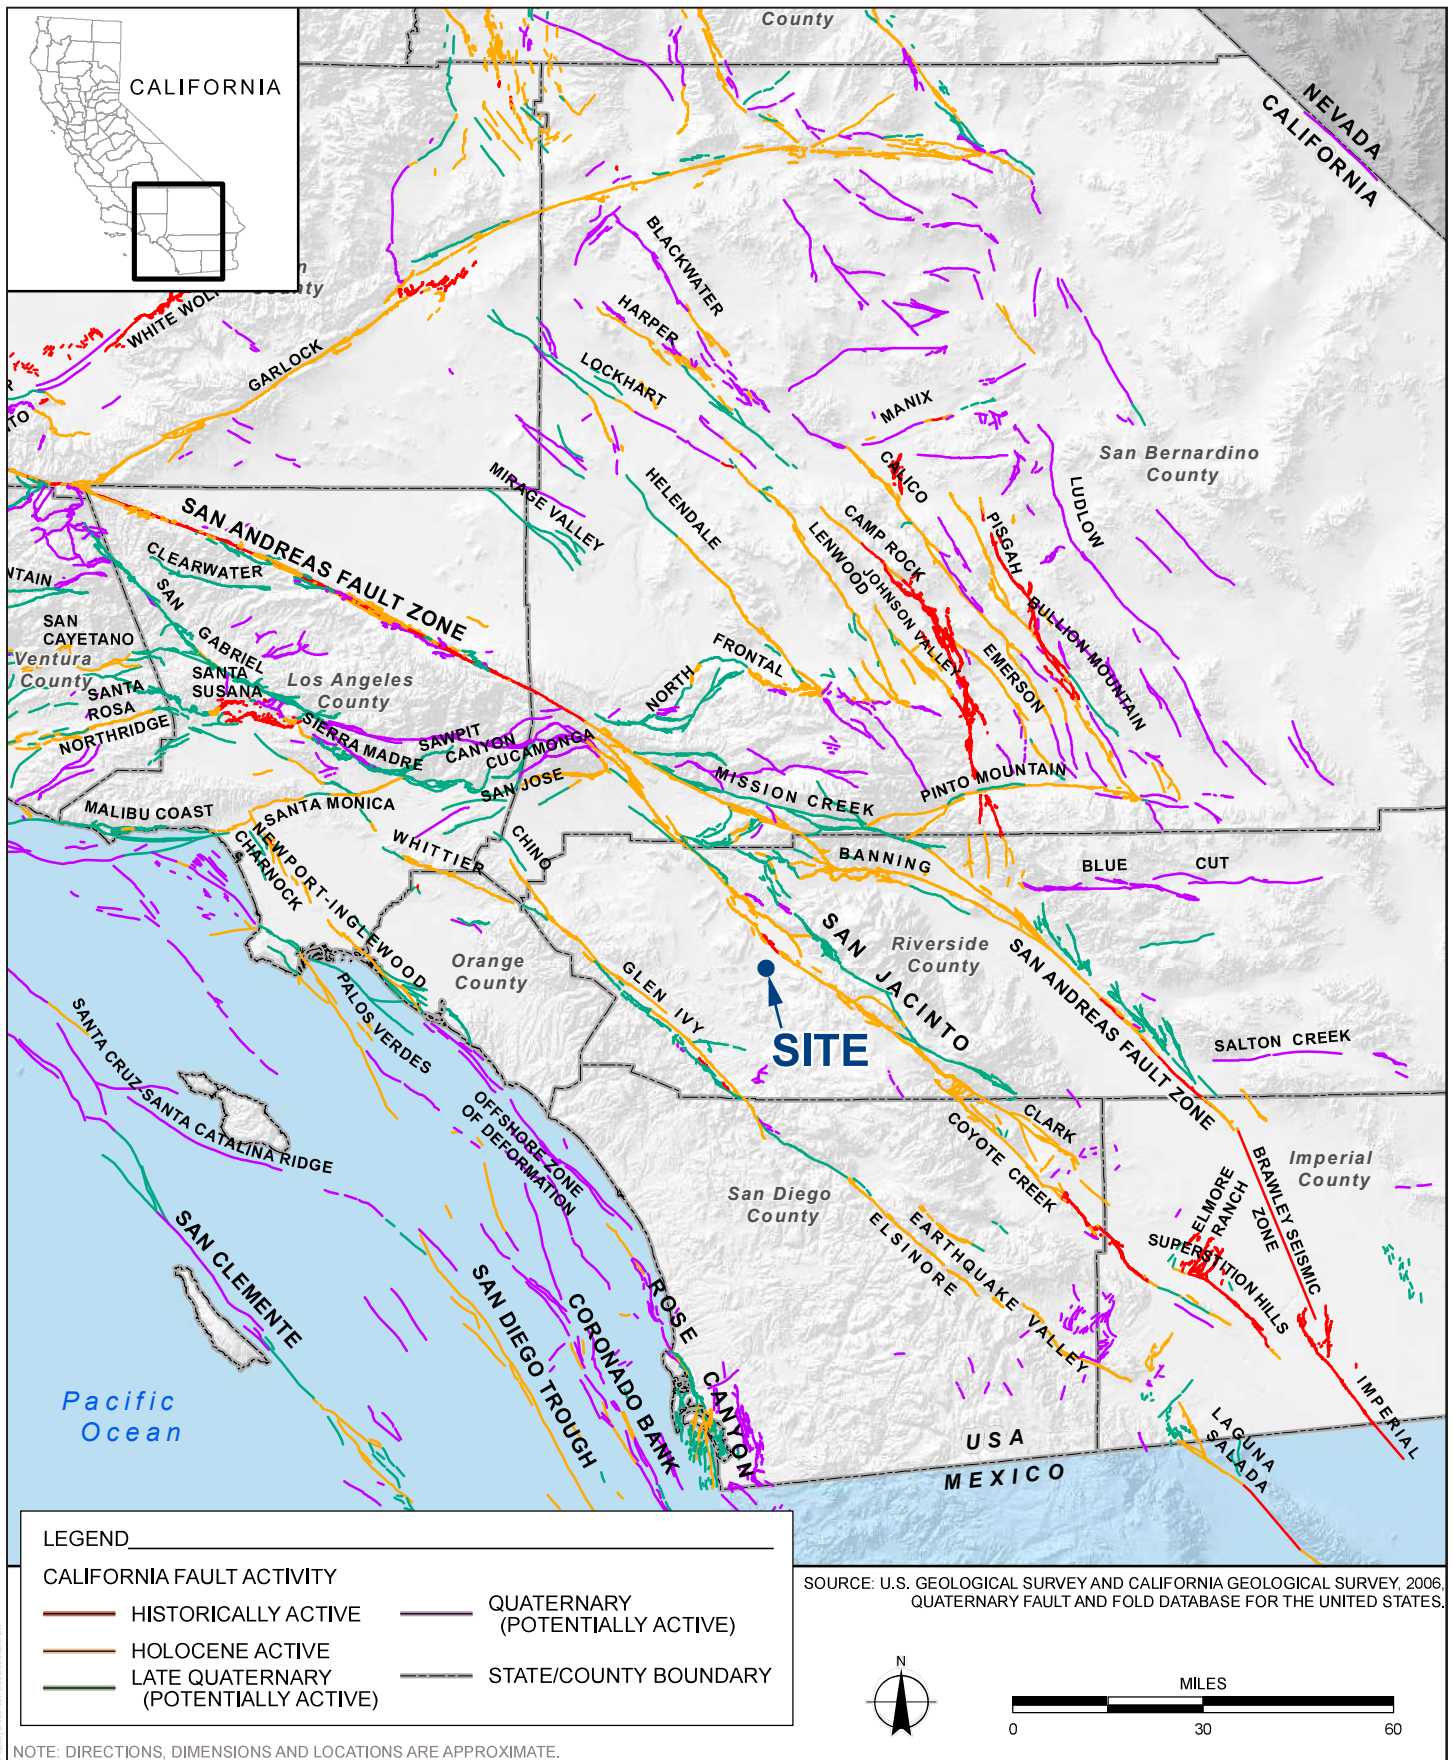 County
CALIFORNIA
NEVADA
CALIFORNIA
County
WHITE WOLF
GARLOCK
BLACKWATER
HARPER
LOCKHART
MANIX
San Bernardino
County
CALICO
LUDLOW
MIRAGE VALLEY
HELENDALE
PISGAH
CAMP ROCK
LENWOOD
JOHNSON VALLEY
SAN ANDREAS FAULT ZONE
CLEARWATER
NTAIN
SAN
GABRIEL
SAN
CAYETANO
Ventura
County
SANTA
SUSANA
Los Angeles
County
SANTA
ROSA
NORTHRIDGE
SIERRA MADRE
SAWPIT
CANYON
CUCAMONGA
SAN JOSE
NORTH
FRONTAL
EMERSON
BULLION MOUNTAIN
MISSION CREEK
PINTO MOUNTAIN
MALIBU COAST
SANTA MONICA
NEWPORT-INGLEWOOD
CHARNOCK
WHITTIER
CHINO
BANNING
BLUE CUT
SAN JACINTO
Riverside
County
SAN ANDREAS FAULT ZONE
Orange
County
GLEN IVY
SITE
PALOS VERDES
SALTON CREEK
SANTA CRUZ-SANTA CATALINA RIDGE
OFFSHORE ZONE
OF DEFORMATION
CLARK
COYOTE CREEK
San Diego
County
Imperial
County
ELMORE
RANCH
BRAWLEY SEISMIC
ZONE
SUPERSTITION HILLS
EARTHQUAKE VALLEY
ELSINORE
SAN CLEMENTE
SAN DIEGO TROUGH
CORONADO BANK
ROSE CANYON
IMPERIAL
LAGUNA
SALADA
Pacific
Ocean
USA
MEXICO
LEGEND
CALIFORNIA FAULT ACTIVITY
HISTORICALLY ACTIVE
HOLOCENE ACTIVE
LATE QUATERNARY
(POTENTIALLY ACTIVE)
QUATERNARY
(POTENTIALLY ACTIVE)
STATE/COUNTY BOUNDARY
SOURCE: U.S. GEOLOGICAL SURVEY AND CALIFORNIA GEOLOGICAL SURVEY, 2006,
QUATERNARY FAULT AND FOLD DATABASE FOR THE UNITED STATES.
N
MILES
0 30 60
NOTE: DIRECTIONS, DIMENSIONS AND LOCATIONS ARE APPROXIMATE.